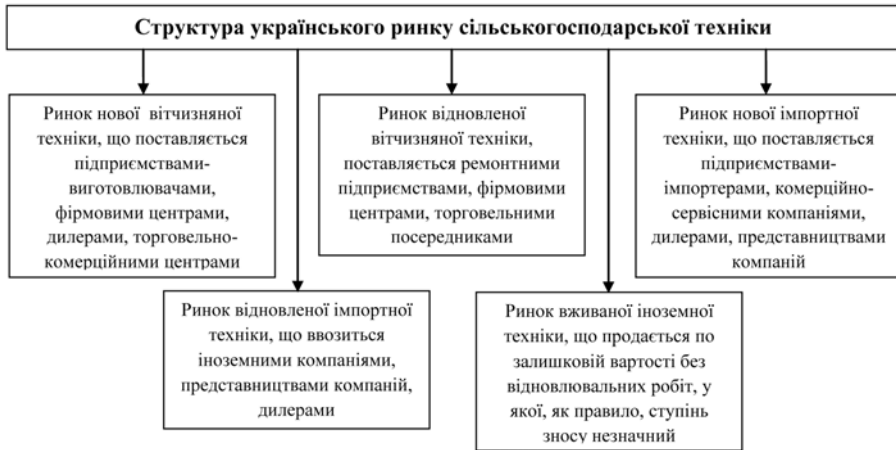 Структура українського ринку сільськогосподарської техніки
Ринок нової вітчизняної
техніки, що поставляється
підприємствами-
виготовлювачами,
фірмовими центрами,
дилерами, торговельно-
комерційними центрами
Ринок відновленої
вітчизняної техніки,
поставляється ремонтними
підприємствами, фірмовими
центрами, торговельними
посередниками
Ринок нової імпортної
техніки, що поставляється
підприємствами-
імпортерами, комерційно-
сервісними компаніями,
дилерами, представництвами
компаній
Ринок відновленої імпортної
техніки, що ввозиться
іноземними компаніями,
представництвами компаній,
дилерами
Ринок вживаної іноземної
техніки, що продається по
залишковій вартості без
відновлювальних робіт, у
якої, як правило, ступінь
зносу незначний